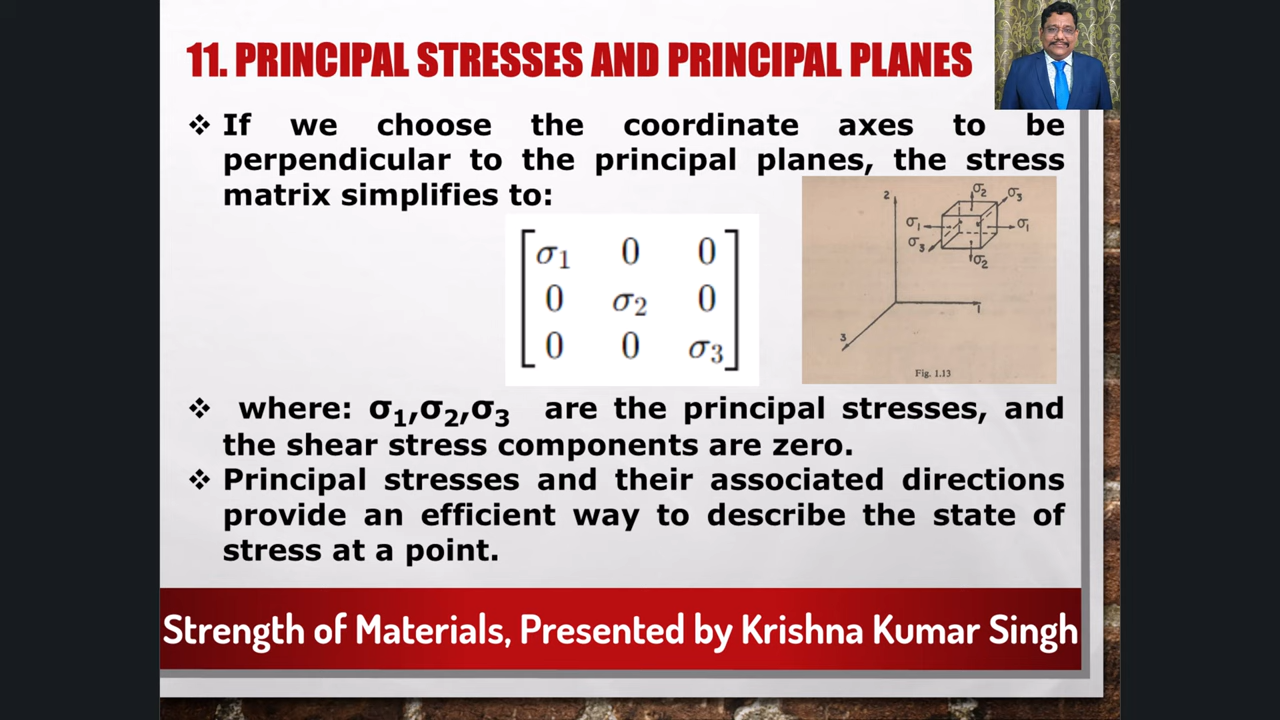 11. PRINCIPAL STRESSES AND PRINCIPAL PLANES
❖ If we choose the coordinate axes to be
perpendicular to the principal planes, the stress
matrix simplifies to:
σ1 0 0
0 σ2 0
0 0 σ3
2
σ2
σ3
σ1
σ1
σ3
σ2
1
3
Fig. 1.13
❖ where: σ1,σ2,σ3 are the principal stresses, and
the shear stress components are zero.
❖ Principal stresses and their associated directions
provide an efficient way to describe the state of
stress at a point.
Strength of Materials, Presented by Krishna Kumar Singh